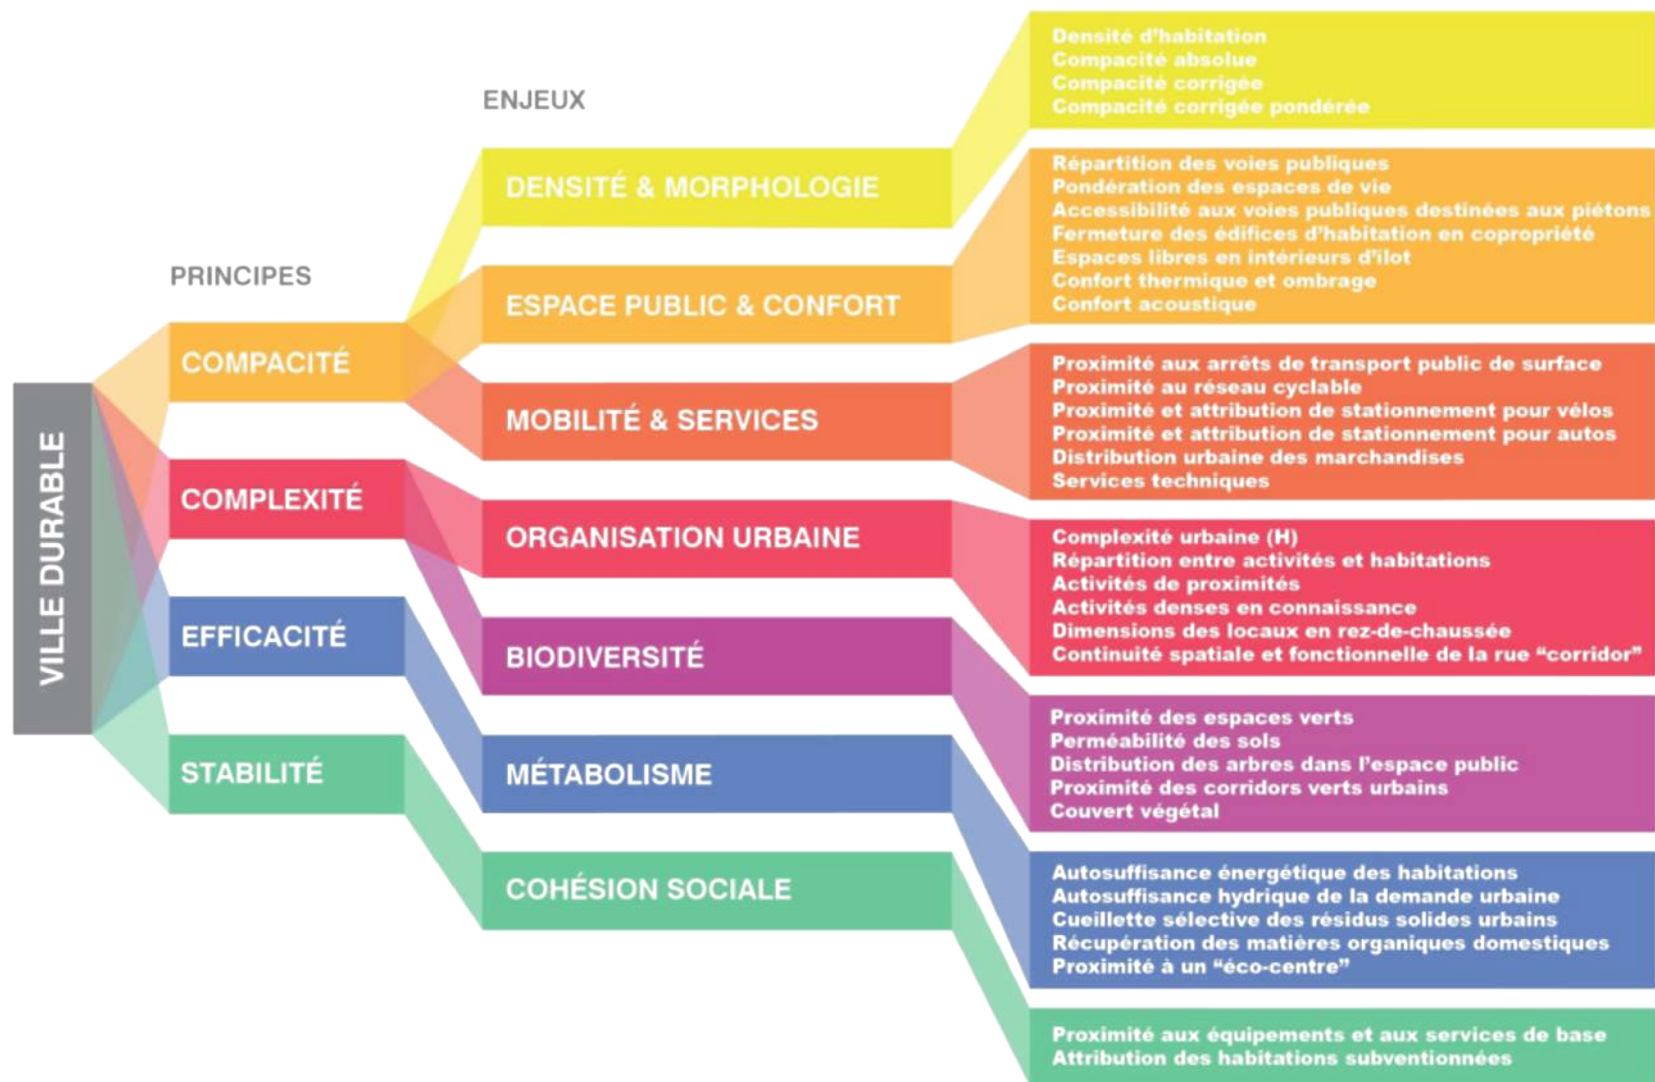 VILLE DURABLE
PRINCIPES
COMPACITÉ
COMPLEXITÉ
EFFICACITÉ
STABILITÉ
ENJEUX
DENSITÉ & MORPHOLOGIE
ESPACE PUBLIC & CONFORT
MOBILITÉ & SERVICES
ORGANISATION URBAINE
BIODIVERSITÉ
MÉTABOLISME
COHÉSION SOCIALE
Densité d'habitation
Compacité absolue
Compacité corrigée
Compacité corrigée pondérée
Répartition des voies publiques
Pondération des espaces de vie
Accessibilité aux voies publiques destinées aux piétons
Fermeture des édifices d'habitation en copropriété
Espaces libres en intérieurs d'ilot
Confort thermique et ombrage
Confort acoustique
Proximité aux arrêts de transport public de surface
Proximité au réseau cyclable
Proximité et attribution de stationnement pour vélos
Proximité et attribution de stationnement pour autos
Distribution urbaine des marchandises
Services techniques
Complexité urbaine (H)
Répartition entre activités et habitations
Activités de proximités
Activités denses en connaissance
Dimensions des locaux en rez-de-chaussée
Continuité spatiale et fonctionnelle de la rue “corridor”
Proximité des espaces verts
Perméabilité des sols
Distribution des arbres dans l'espace public
Proximité des corridors verts urbains
Couvert végétal
Autosuffisance énergétique des habitations
Autosuffisance hydrique de la demande urbaine
Cueillette sélective des résidus solides urbains
Récupération des matières organiques domestiques
Proximité à un “éco-centre”
Proximité aux équipements et aux services de base
Attribution des habitations subventionnées